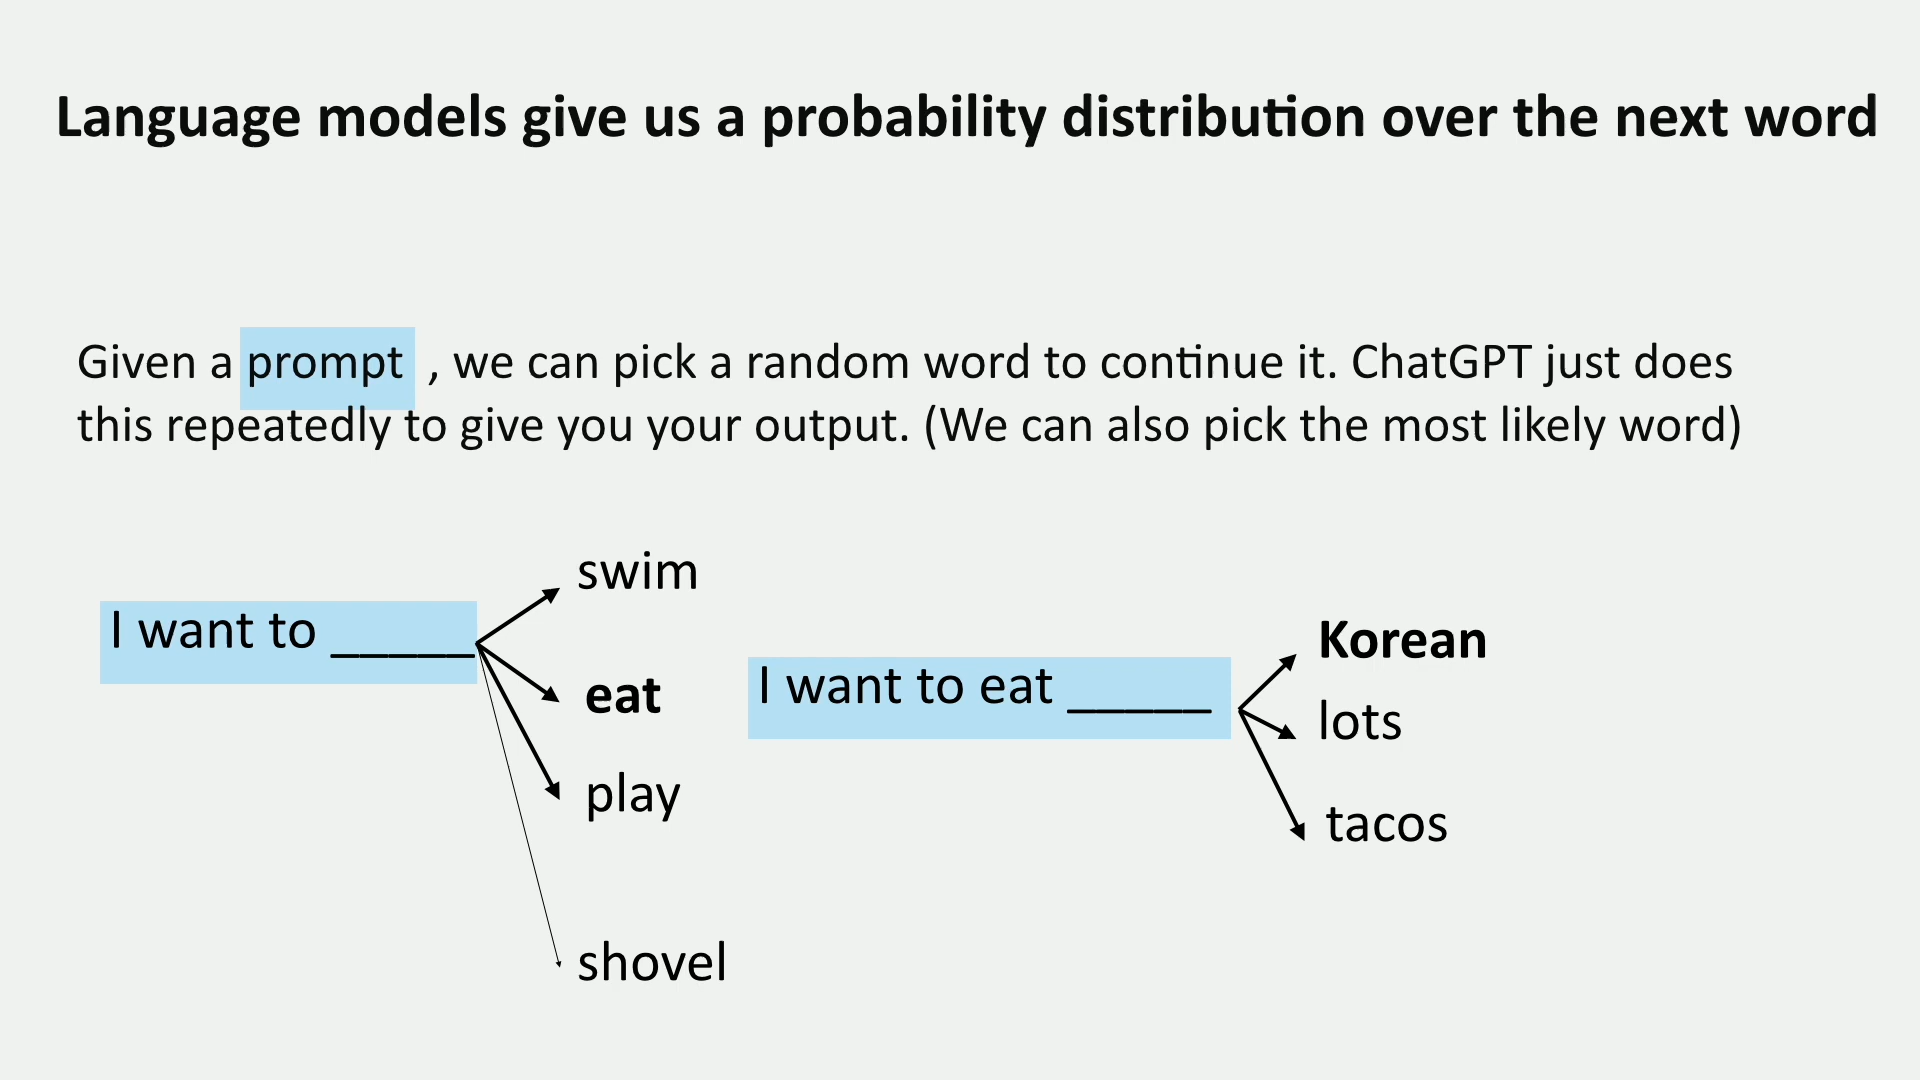 Language models give us a probability distribution over the next word
Given a prompt , we can pick a random word to continue it. ChatGPT just does
this repeatedly to give you your output. (We can also pick the most likely word)
I want to _____
swim
eat
play
shovel
I want to eat _____
Korean
lots
tacos